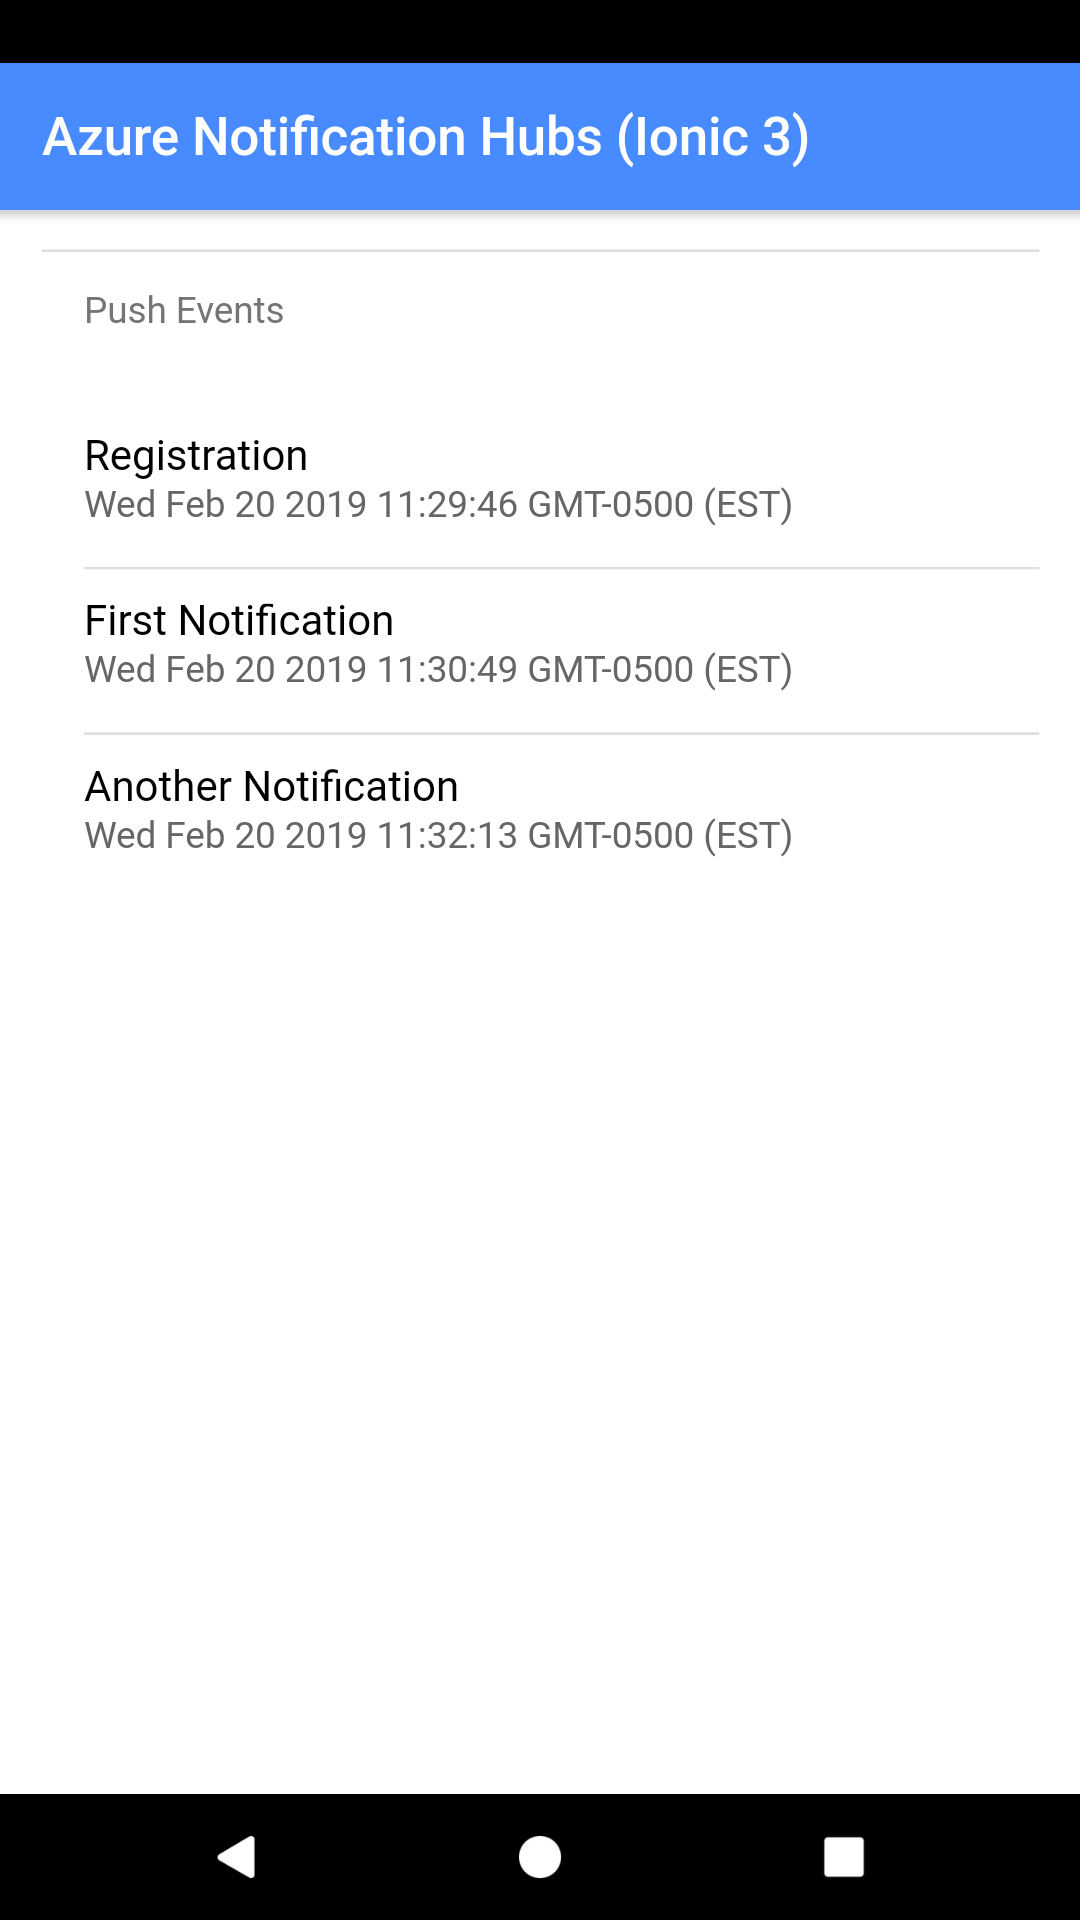 Azure Notification Hubs (Ionic 3)
Push Events
Registration
Wed Feb 20 2019 11:29:46 GMT-0500 (EST)
First Notification
Wed Feb 20 2019 11:30:49 GMT-0500 (EST)
Another Notification
Wed Feb 20 2019 11:32:13 GMT-0500 (EST)